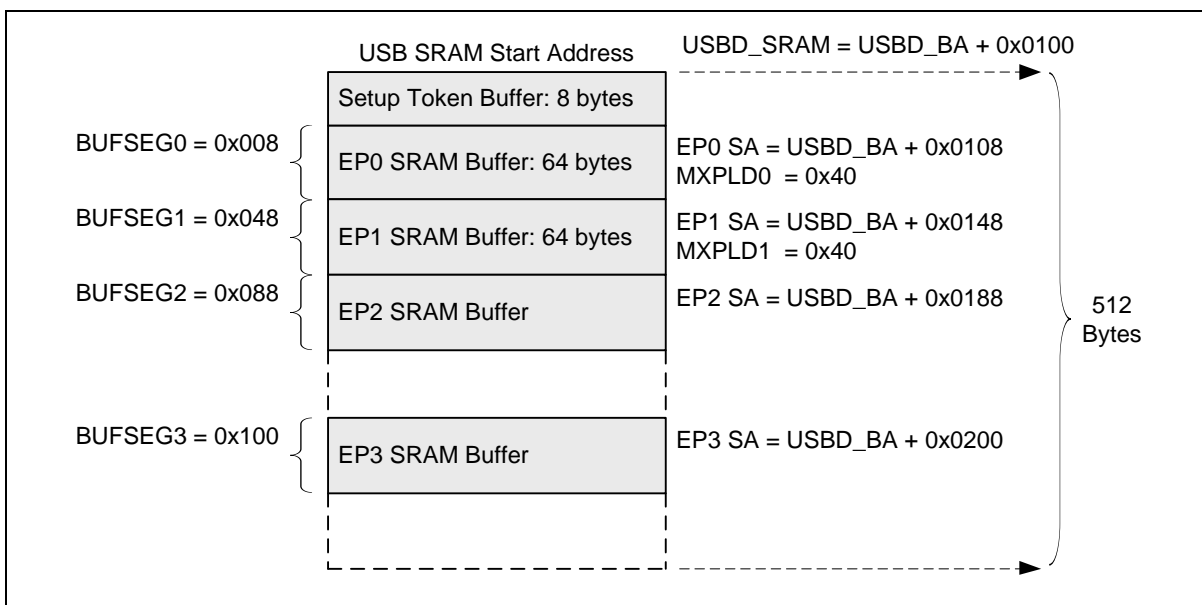 USB SRAM Start Address
USBD_SRAM = USBD_BA + 0x0100
Setup Token Buffer: 8 bytes
BUFSEG0 = 0x008
EP0 SRAM Buffer: 64 bytes
EP0 SA = USBD_BA + 0x0108
MXPLD0 = 0x40
BUFSEG1 = 0x048
EP1 SRAM Buffer: 64 bytes
EP1 SA = USBD_BA + 0x0148
MXPLD1 = 0x40
BUFSEG2 = 0x088
EP2 SRAM Buffer
EP2 SA = USBD_BA + 0x0188
512
Bytes
BUFSEG3 = 0x100
EP3 SRAM Buffer
EP3 SA = USBD_BA + 0x0200